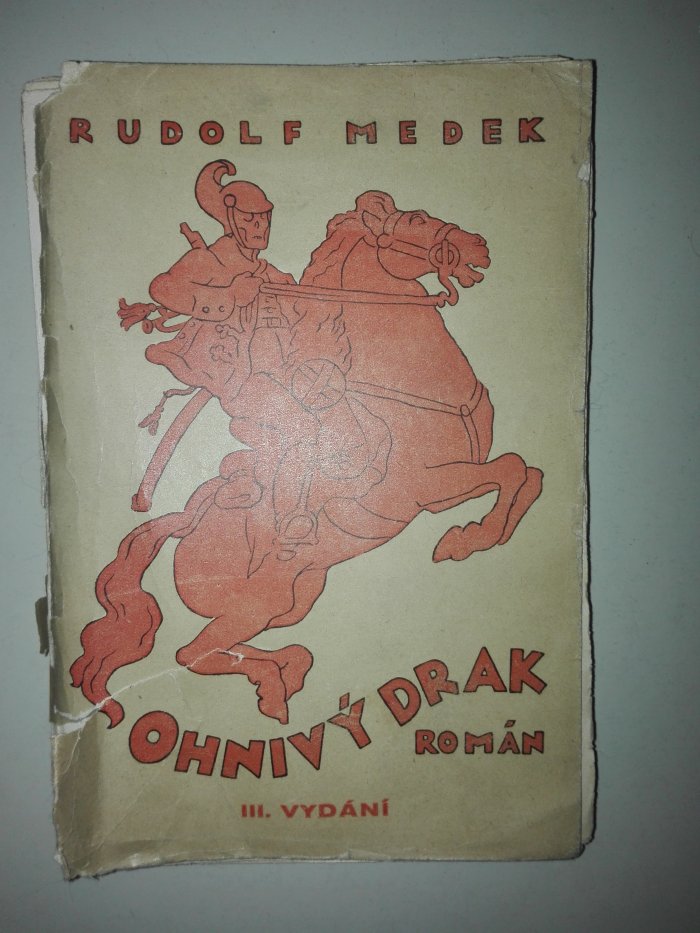 RUDOLF MEDEK
OHNIVÝ DRAK
ROMÁN
III. VYDÁNÍ